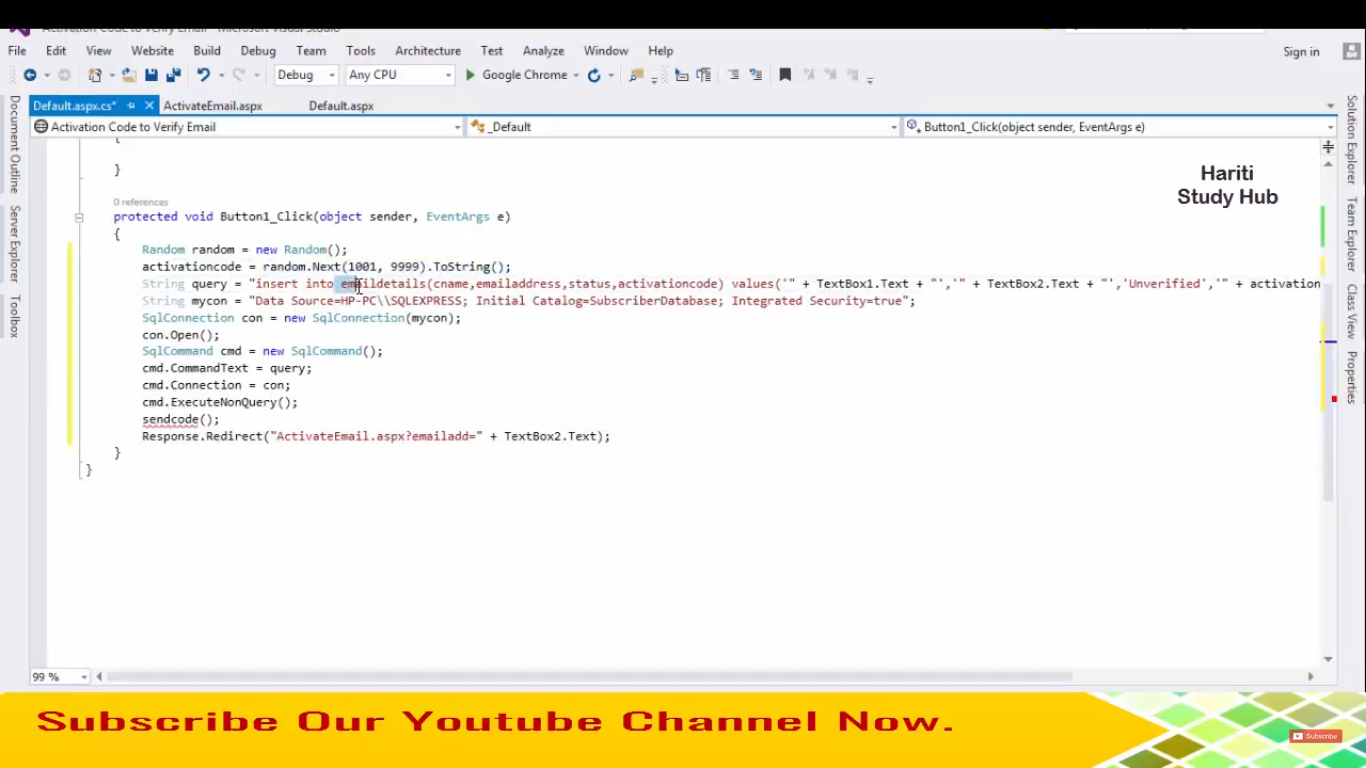 Activation Code to Verify Email - Microsoft Visual Studio
File Edit View Website Build Debug Team Tools Architecture Test Analyze Window Help Sign in
Debug Any CPU Google Chrome
Default.aspx.cs* ActivateEmail.aspx Default.aspx
Activation Code to Verify Email _Default Button1_Click(object sender, EventArgs e)
Document Outline
Server Explorer
Toolbox
Solution Explorer
Team Explorer
Class View
Properties
Hariti
Study Hub
{
}
0 references
protected void Button1_Click(object sender, EventArgs e)
{
Random random = new Random();
activationcode = random.Next(1001, 9999).ToString();
String query = "insert into emaildetails(cname,emailaddress,status,activationcode) values('" + TextBox1.Text + "','" + TextBox2.Text + "','Unverified','" + activation
String mycon = "Data Source=HP-PC\\SQLEXPRESS; Initial Catalog=SubscriberDatabase; Integrated Security=true";
SqlConnection con = new SqlConnection(mycon);
con.Open();
SqlCommand cmd = new SqlCommand();
cmd.CommandText = query;
cmd.Connection = con;
cmd.ExecuteNonQuery();
sendcode();
Response.Redirect("ActivateEmail.aspx?emailadd=" + TextBox2.Text);
}
}
99 %
Subscribe Our Youtube Channel Now.
Subscribe